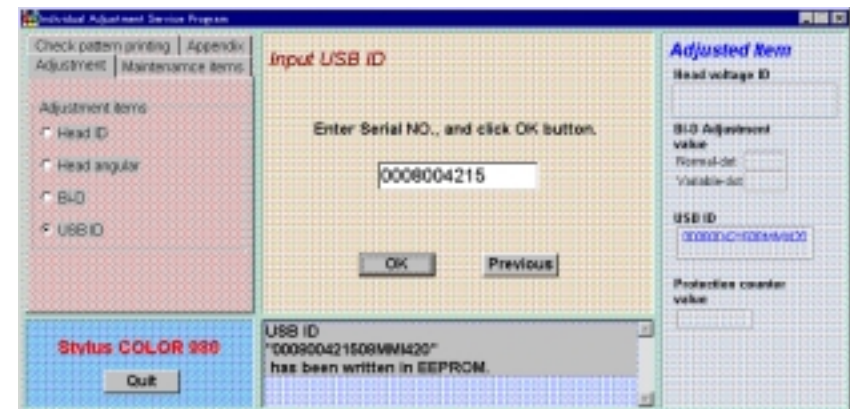 Individual Adjustment Service Program
Check pattern printing
Appendix
Adjustment
Maintenamce items
Adjustment items
Head ID
Head angular
Bi-D
USB ID
Input USB ID
Enter Serial NO., and click OK button.
0008004215
OK
Previous
Adjusted Item
Head voltage ID
Bi-D Adjustment
value
Normal-dot
Variable-dot
USB ID
Protection counter
value
Stylus COLOR 980
Quit
USB ID
"000800421508MMI420"
has been written in EEPROM.